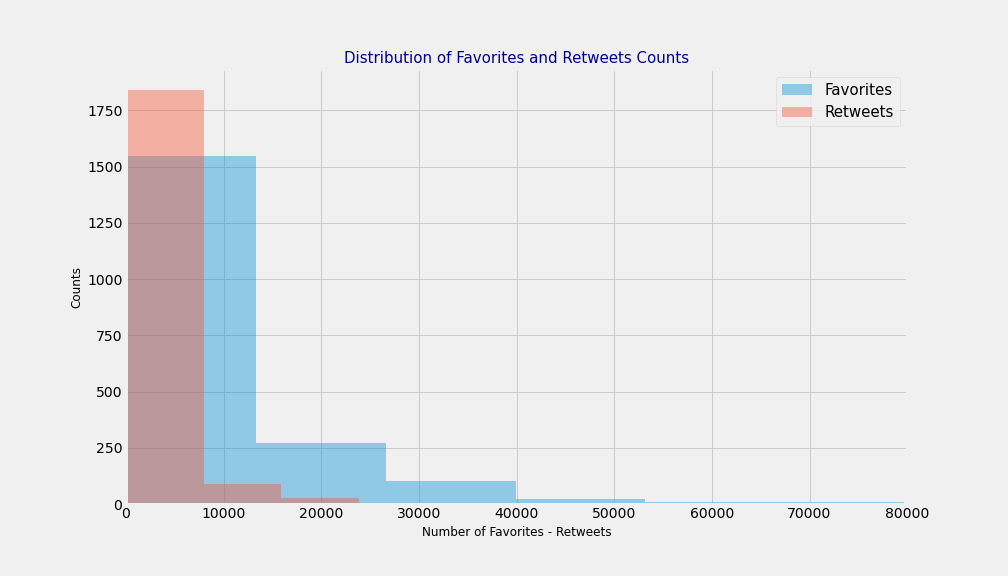 Distribution of Favorites and Retweets Counts
Favorites
Retweets
1750
1500
1250
1000
750
500
250
0
Counts
0 10000 20000 30000 40000 50000 60000 70000 80000
Number of Favorites - Retweets